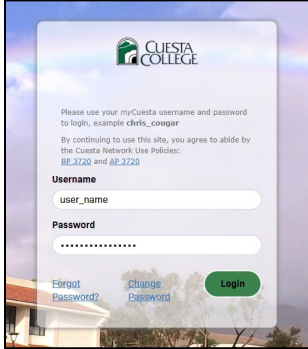 CUESTA
COLLEGE
Please use your myCuesta username and password
to login, example chris_cougar
By continuing to use this site, you agree to abide by
the Cuesta Network Use Policies:
BP 3720 and AP 3720
Username
user_name
Password
••••••••••••••••
Forgot Change Login
Password? Password